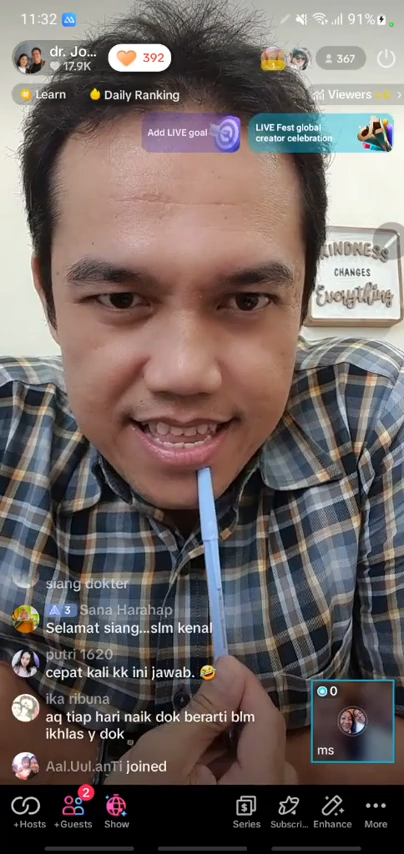 11:32
91%
dr. Jo...
17.9K
392
367
Learn
Daily Ranking
Viewers
Add LIVE goal
LIVE Fest global
creator celebration
KINDNESS
CHANGES
Everything
siang dokter
3 Sana Harahap
Selamat siang...slm kenal
putri 1620
cepat kali kk ini jawab. 🤣
ika ribuna
aq tiap hari naik dok berarti blm
ikhlas y dok
Aal.Uul.anTi joined
0
ms
2
+Hosts
+Guests
Show
Series
Subscri...
Enhance
More